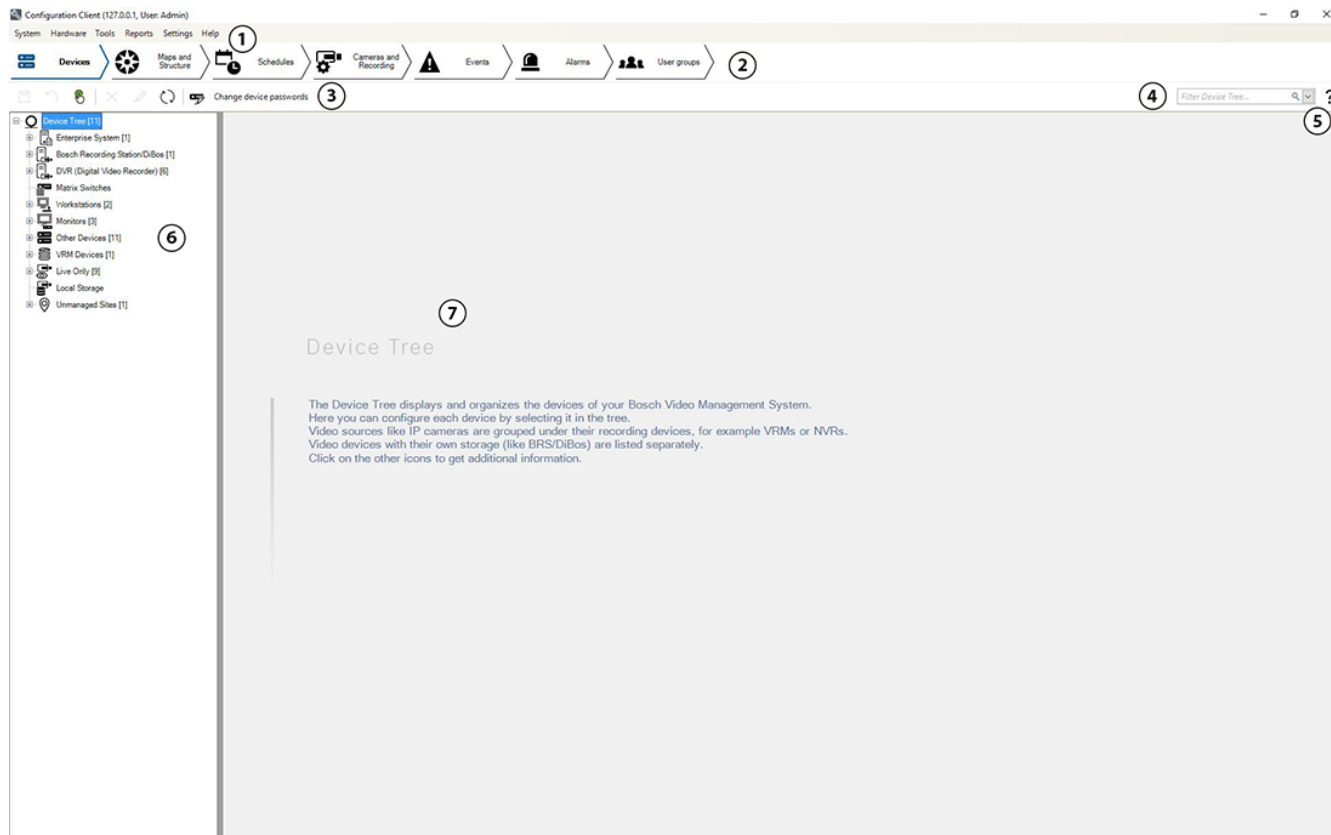 Configuration Client (127.0.0.1, User: Admin)
System Hardware Tools Reports Settings Help
1
Devices
Maps and
Structure
Schedules
Cameras and
Recording
Events
Alarms
User groups
2
Change device passwords
3
4
Filter Device Tree...
?
5
Device Tree [11]
Enterprise System [1]
Bosch Recording Station/DiBos [1]
DVR (Digital Video Recorder) [6]
Matrix Switches
Workstations [2]
Monitors [3]
Other Devices [11]
VRM Devices [1]
Live Only [9]
Local Storage
Unmanaged Sites [1]
6
7
Device Tree
The Device Tree displays and organizes the devices of your Bosch Video Management System.
Here you can configure each device by selecting it in the tree.
Video sources like IP cameras are grouped under their recording devices, for example VRMs or NVRs.
Video devices with their own storage (like BRS/DiBos) are listed separately.
Click on the other icons to get additional information.